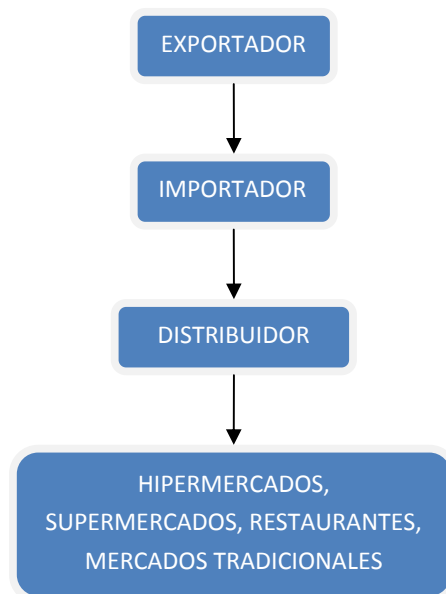 EXPORTADOR
IMPORTADOR
DISTRIBUIDOR
HIPERMERCADOS,
SUPERMERCADOS, RESTAURANTES,
MERCADOS TRADICIONALES